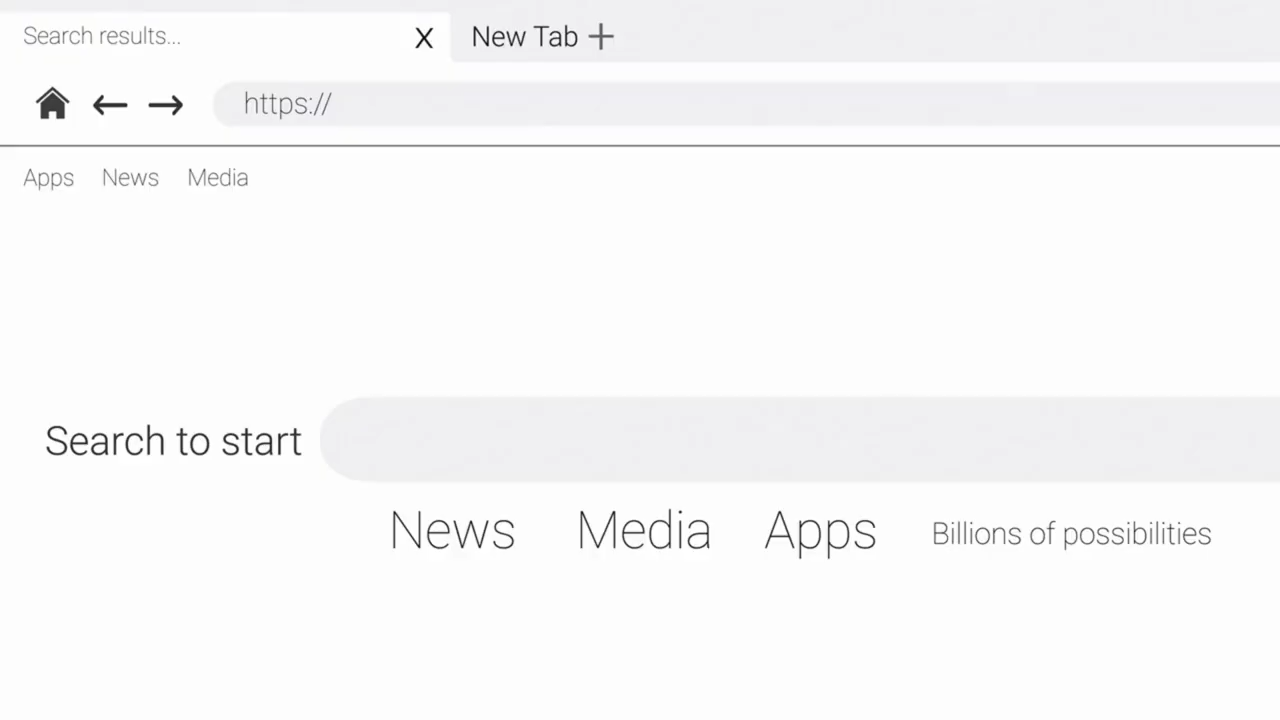 Search results... X New Tab +
https://
Apps News Media
Search to start
News Media Apps Billions of possibilities